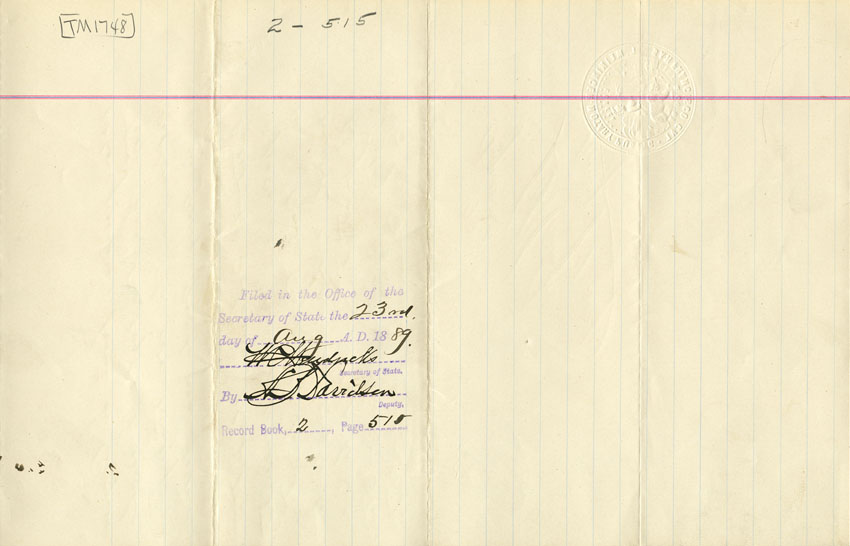 [TM1748]
2 - 515
Filed in the Office of the
Secretary of State the 23rd.
day of Aug A. D. 1889.
Secretary of State.
By Davidson
Deputy.
Record Book, 2, Page 515